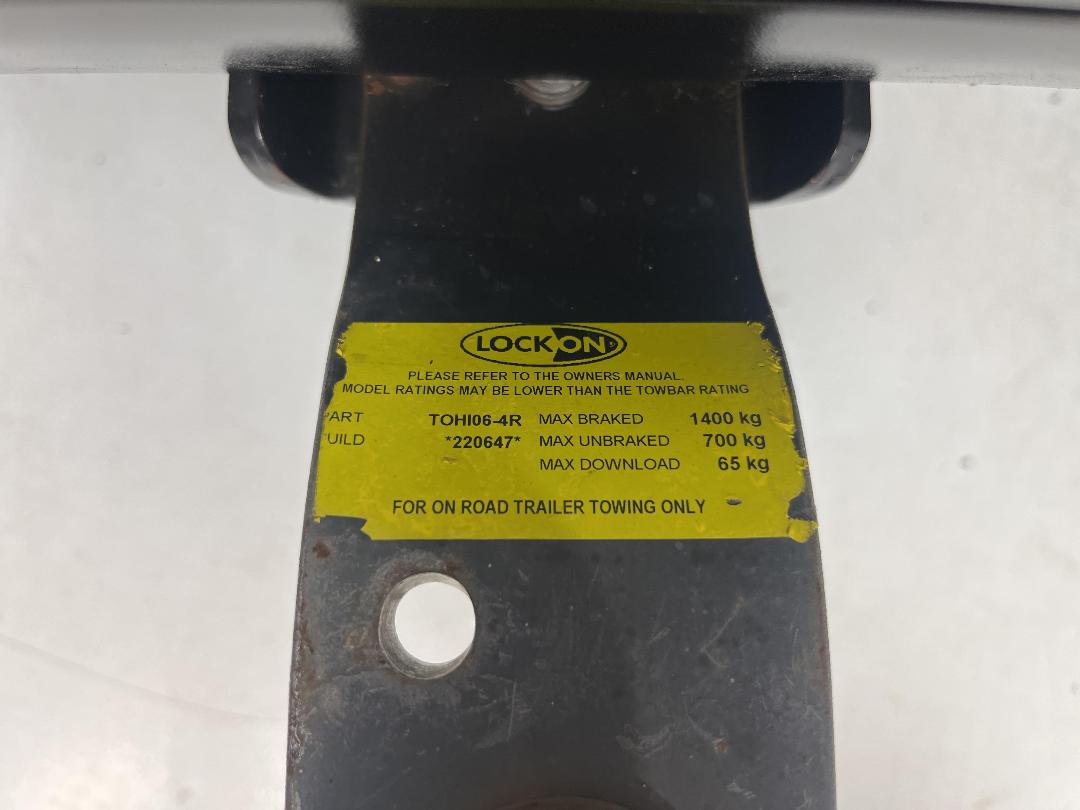 LOCKON
PLEASE REFER TO THE OWNERS MANUAL.
MODEL RATINGS MAY BE LOWER THAN THE TOWBAR RATING
ART TOHI06-4R MAX BRAKED 1400 kg
UILD *220647* MAX UNBRAKED 700 kg
MAX DOWNLOAD 65 kg
FOR ON ROAD TRAILER TOWING ONLY